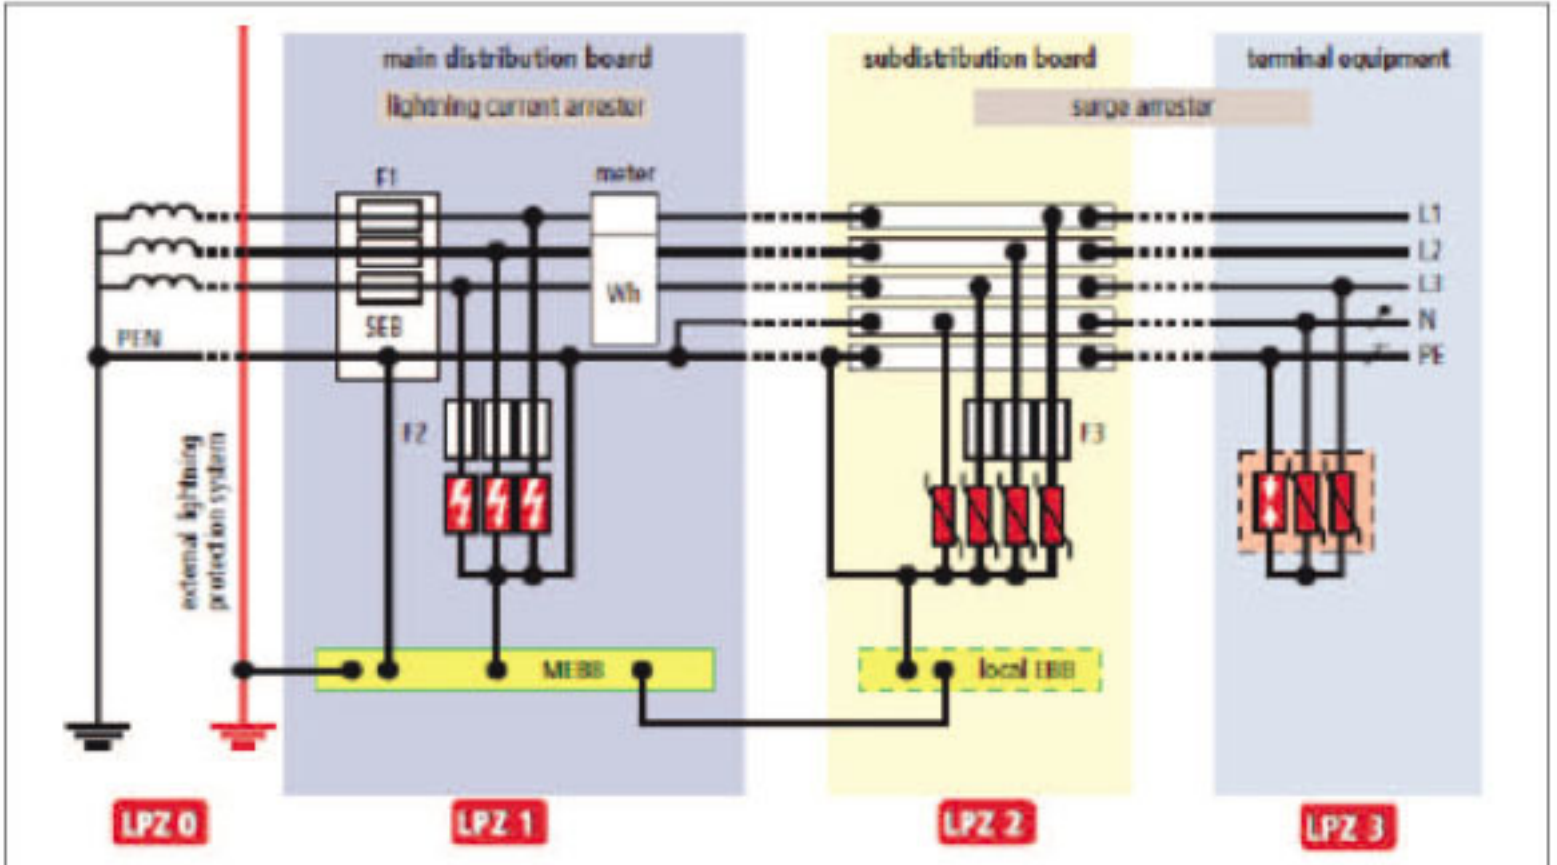 main distribution board
subdistribution board
terminal equipment
lightning current arrester
surge arrester
F1
meter
L1
L2
L3
Wh
SEB
N
PEN
PE
F2
F3
external lightning
protection system
MEBB
local EBB
LPZ 0
LPZ 1
LPZ 2
LPZ 3